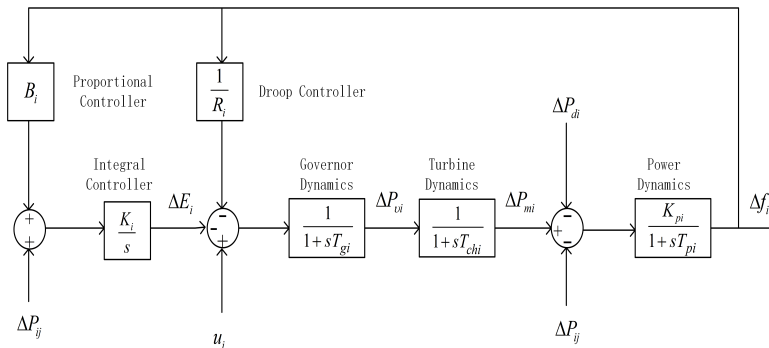 B_i
Proportional
Controller
1
R_i
Droop Controller
ΔP_di
Integral
Controller
Governor
Dynamics
Turbine
Dynamics
Power
Dynamics
ΔE_i
ΔP_υi
ΔP_mi
Δf_i
+
+
K_i
s
-
-
+
1
1+sT_gi
1
1+sT_chi
-
+
-
K_pi
1+sT_pi
ΔP_ij
u_i
ΔP_ij